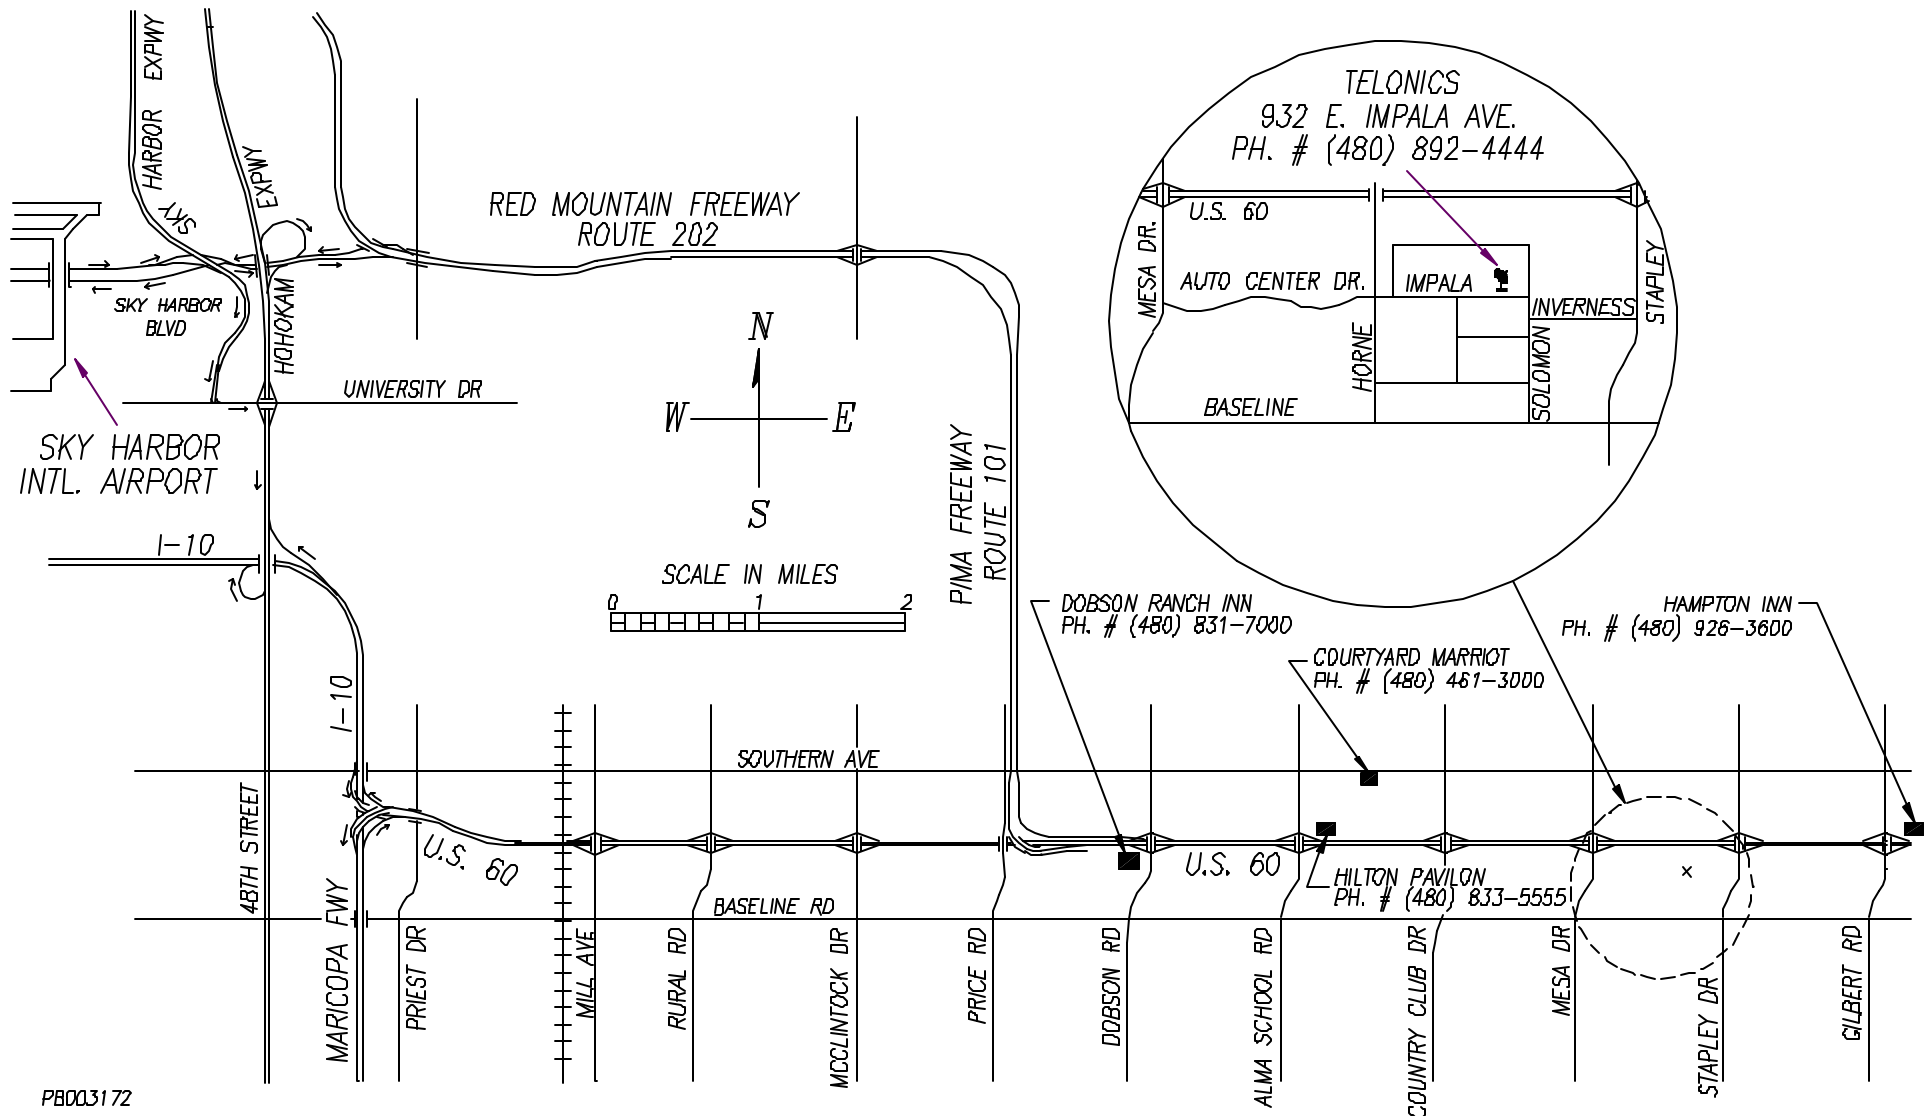 HARBOR EXPWY
SKY
EXPWY
HOHOKAM
RED MOUNTAIN FREEWAY
ROUTE 202
TELONICS
932 E. IMPALA AVE.
PH. # (480) 892-4444
U.S. 60
MESA DR.
AUTO CENTER DR.
IMPALA
INVERNESS
STAPLEY
HORNE
SOLOMON
BASELINE
SKY HARBOR
BLVD
UNIVERSITY DR
SKY HARBOR
INTL. AIRPORT
N
W E
S
SCALE IN MILES
0 1 2
PIMA FREEWAY
ROUTE 101
I-10
I-10
DOBSON RANCH INN
PH. # (480) 831-7000
COURTYARD MARRIOT
PH. # (480) 461-3000
HAMPTON INN
PH. # (480) 926-3600
SOUTHERN AVE
48TH STREET
U.S. 60
U.S. 60
HILTON PAVILON
PH. # (480) 833-5555
BASELINE RD
MARICOPA FWY
PRIEST DR
MILL AVE
RURAL RD
MCCLINTOCK DR
PRICE RD
DOBSON RD
ALMA SCHOOL RD
COUNTRY CLUB DR
MESA DR
STAPLEY DR
GILBERT RD
PB003172